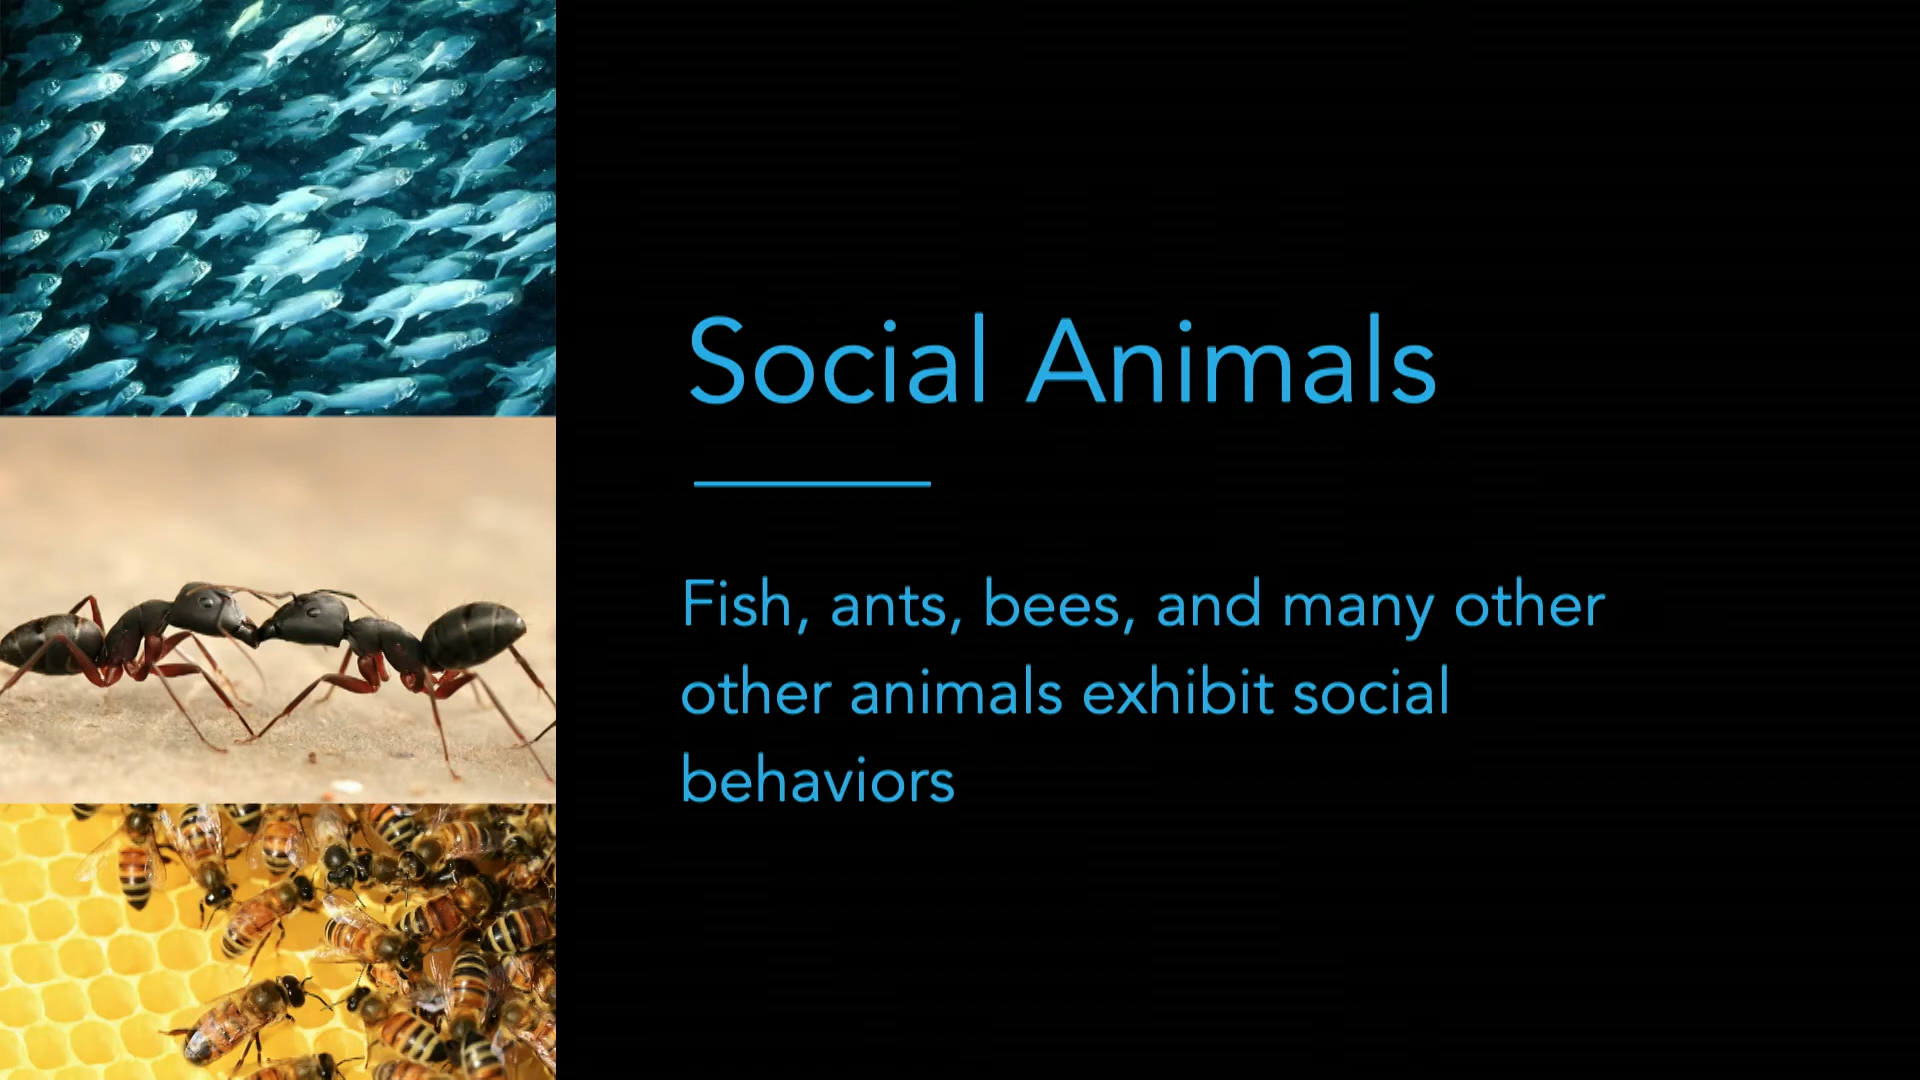 Social Animals
Fish, ants, bees, and many other
other animals exhibit social
behaviors